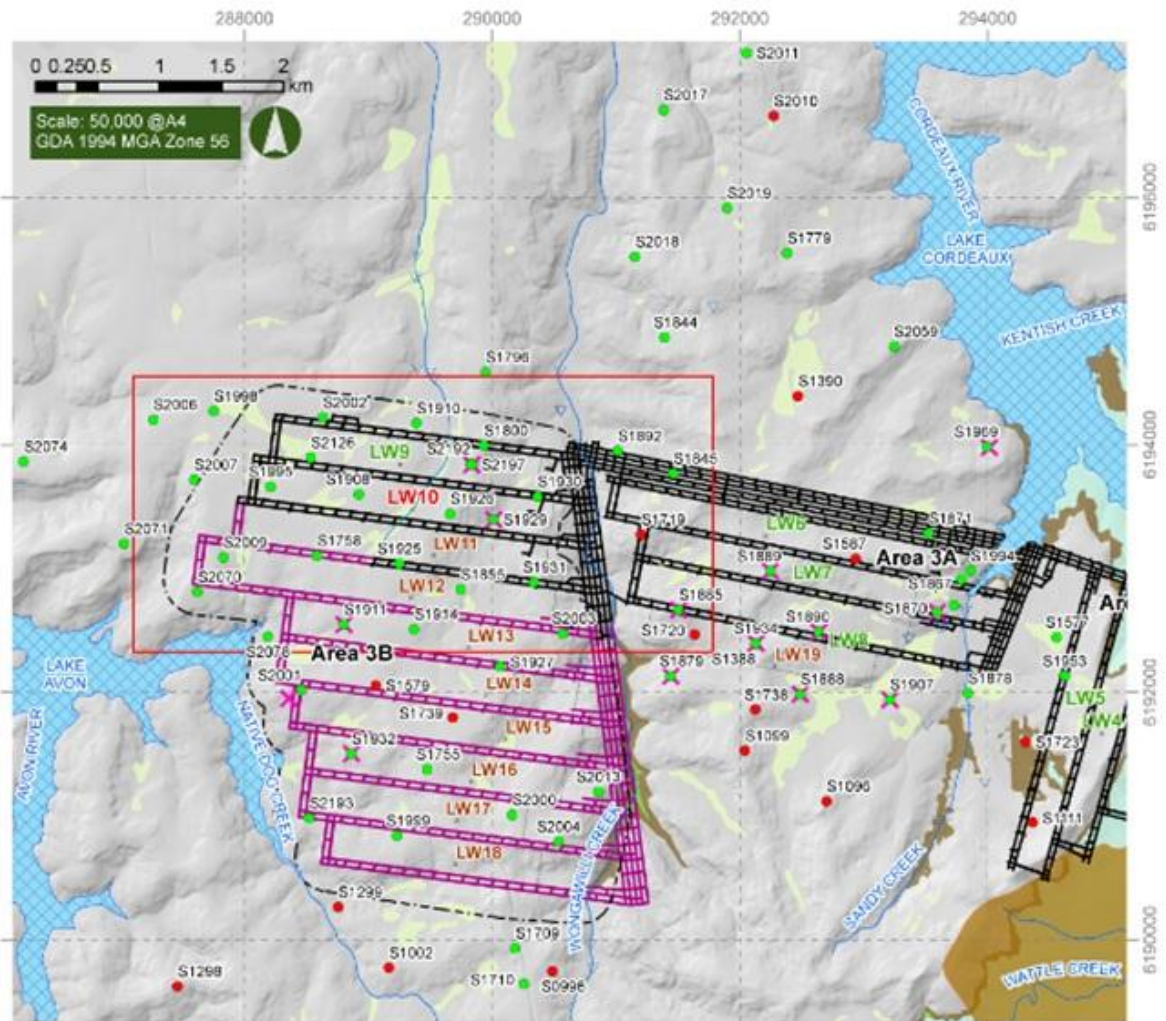 288000
290000
292000
294000
0 0.250.5 1 1.5 2
km
Scale: 50,000 @A4
GDA 1994 MGA Zone 56
S2011
S2017
S2010
CORDEAUX RIVER
S2019
6196000
LAKE
CORDEAUX
S2018
S1779
KENTISH CREEK
S1844
S2059
S1796
S1390
S2006
S1998
S2002
S1910
S1800
S1892
S1969
6194000
S2074
S2126
LW9
S2192
S2197
S1845
S2007
S1995
S1908
LW10
S1926
S1930
S1929
LW6
S1871
S1719
S2071
LW11
S2009
S1758
S1925
S1889
S1567
Area 3A
S1994
LW7
S2070
LW12
S1855
S1931
S1867
S1870
S1911
S1914
S1885
S1890
LW13
S2003
S1720
S1934
LW8
S1577
S2078
Area 3B
S1388
LW19
LAKE
AVON
S1927
S1879
S1953
S2001
S1579
LW14
S1888
S1907
S1878
LW5
6192000
S1739
LW15
S1738
LW4
AVON RIVER
NATIVE DOG CREEK
S1932
S1755
LW16
S1099
S1723
S2013
S2193
LW17
S2000
S1096
S1999
S2004
S1111
LW18
WONGAWILLI CREEK
SANDY CREEK
S1299
S1709
6190000
S1002
S1298
S1710
S0996
WATTLE CREEK